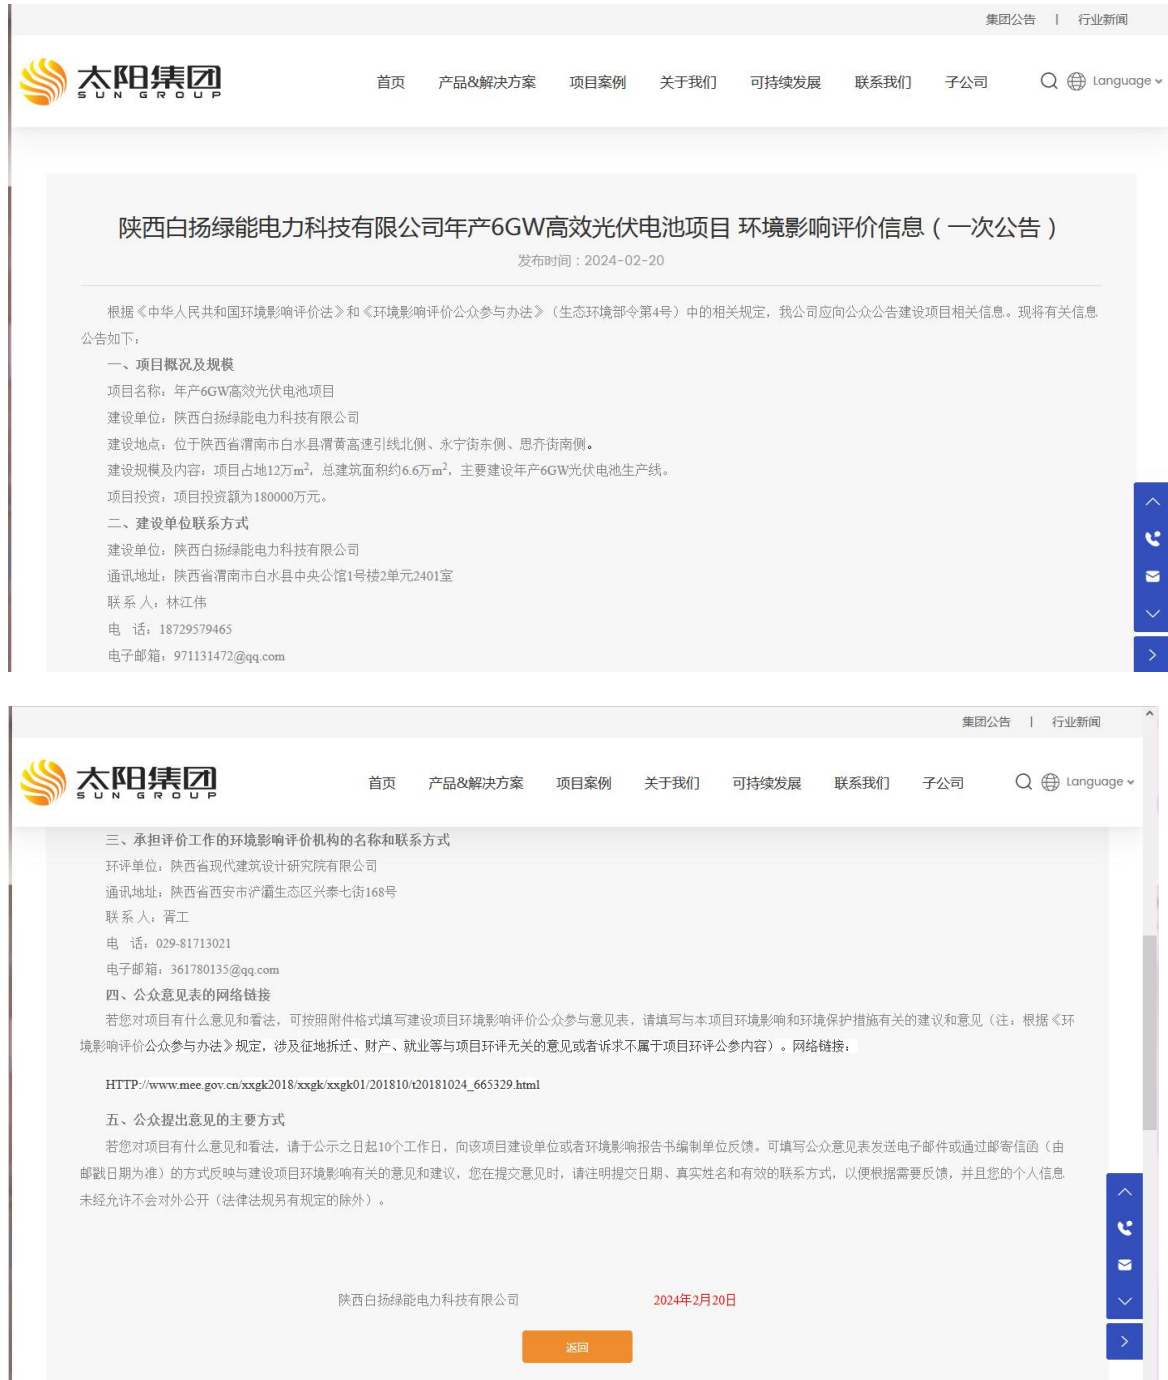 集团公告 | 行业新闻
太阳集团
SUN GROUP
首页 产品&解决方案 项目案例 关于我们 可持续发展 联系我们 子公司 Language
陕西白扬绿能电力科技有限公司年产6GW高效光伏电池项目 环境影响评价信息（一次公告）
发布时间：2024-02-20
根据《中华人民共和国环境影响评价法》和《环境影响评价公众参与办法》（生态环境部令第4号）中的相关规定，我公司应向公众公告建设项目相关信息。现将有关信息
公告如下：
一、项目概况及规模
项目名称：年产6GW高效光伏电池项目
建设单位：陕西白扬绿能电力科技有限公司
建设地点：位于陕西省渭南市白水县渭黄高速引线北侧、永宁街东侧、思齐街南侧。
建设规模及内容：项目占地12万m²，总建筑面积约6.6万m²，主要建设年产6GW光伏电池生产线。
项目投资：项目投资额为180000万元。
二、建设单位联系方式
建设单位：陕西白扬绿能电力科技有限公司
通讯地址：陕西省渭南市白水县中央公馆1号楼2单元2401室
联 系 人：林江伟
电 话：18729579465
电子邮箱：971131472@qq.com
集团公告 | 行业新闻
太阳集团
SUN GROUP
首页 产品&解决方案 项目案例 关于我们 可持续发展 联系我们 子公司 Language
三、承担评价工作的环境影响评价机构的名称和联系方式
环评单位：陕西省现代建筑设计研究院有限公司
通讯地址：陕西省西安市浐灞生态区兴泰七街168号
联 系 人：胥工
电 话：029-81713021
电子邮箱：361780135@qq.com
四、公众意见表的网络链接
若您对项目有什么意见和看法，可按照附件格式填写建设项目环境影响评价公众参与意见表，请填写与本项目环境影响和环境保护措施有关的建议和意见（注：根据《环
境影响评价公众参与办法》规定，涉及征地拆迁、财产、就业等与项目环评无关的意见或者诉求不属于项目环评公参内容）。网络链接：
HTTP://www.mee.gov.cn/xxgk2018/xxgk/xxgk01/201810/t20181024_665329.html
五、公众提出意见的主要方式
若您对项目有什么意见和看法，请于公示之日起10个工作日，向该项目建设单位或者环境影响报告书编制单位反馈。可填写公众意见表发送电子邮件或通过邮寄信函（由
邮戳日期为准）的方式反映与建设项目环境影响有关的意见和建议，您在提交意见时，请注明提交日期、真实姓名和有效的联系方式，以便根据需要反馈，并且您的个人信息
未经允许不会对外公开（法律法规另有规定的除外）。
陕西白扬绿能电力科技有限公司 2024年2月20日
返回